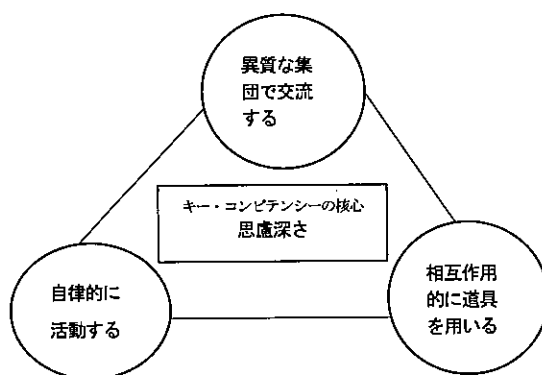 異質な集
団で交流
する
キー・コンピテンシーの核心
思慮深さ
自律的に
活動する
相互作用
的に道具
を用いる